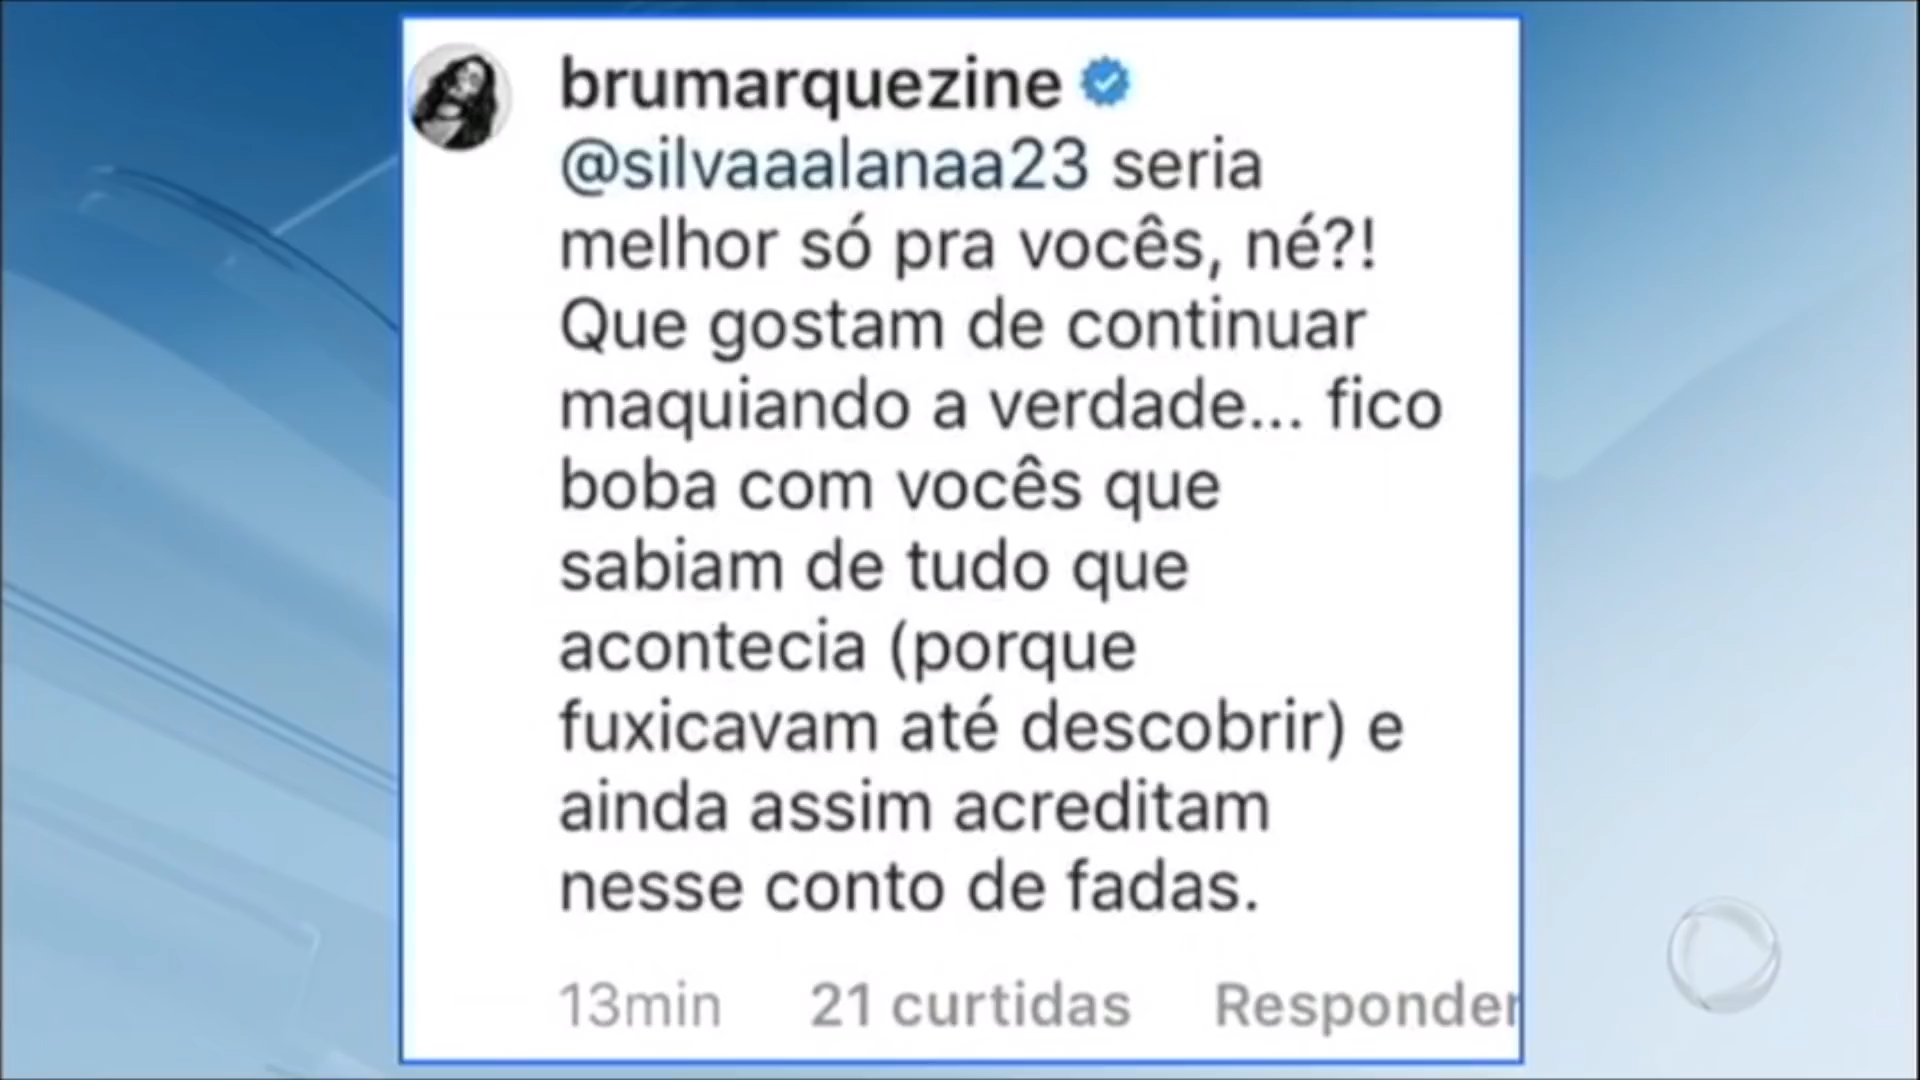 brumarquezine
@silvaaalanaa23 seria
melhor só pra vocês, né?!
Que gostam de continuar
maquiando a verdade... fico
boba com vocês que
sabiam de tudo que
acontecia (porque
fuxicavam até descobrir) e
ainda assim acreditam
nesse conto de fadas.
13min 21 curtidas Responder